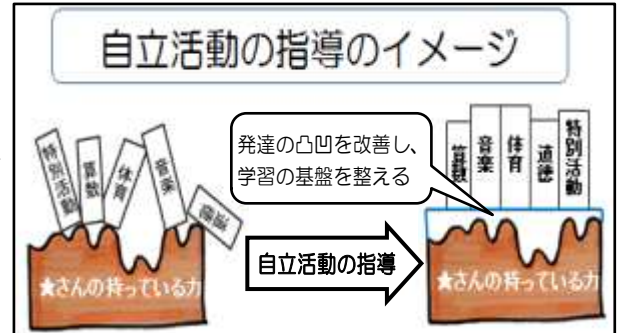 自立活動の指導のイメージ
発達の凸凹を改善し、
学習の基盤を整える
特別活動
算数
体育
音楽
道徳
★さんの持っている力
自立活動の指導
算数
音楽
体育
道徳
特別活動
★さんの持っている力